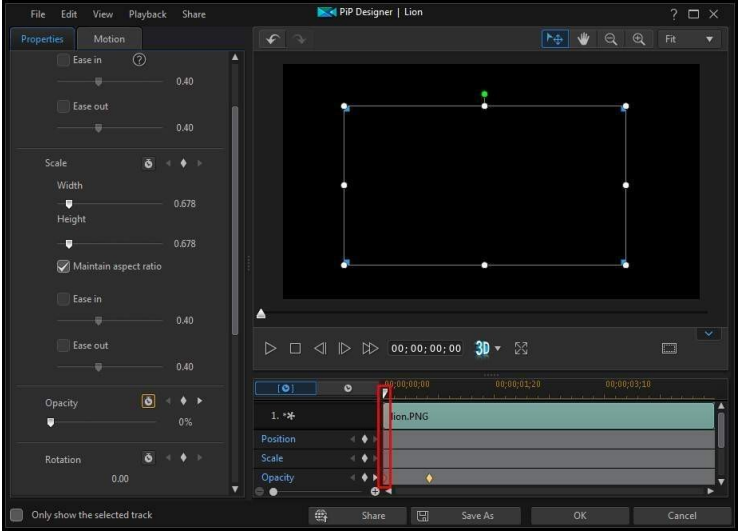 File Edit View Playback Share
PiP Designer | Lion
?
Properties Motion
Fit
Ease in ?
0.40
Ease out
0.40
Scale
Width
0.678
Height
0.678
Maintain aspect ratio
Ease in
0.40
Ease out
0.40
Opacity
0%
Rotation
0.00
00;00;00;00 3D
00;00;00;00 00;00;01;20 00;00;03;10
1. lion.PNG
Position
Scale
Opacity
Only show the selected track
Share Save As OK Cancel